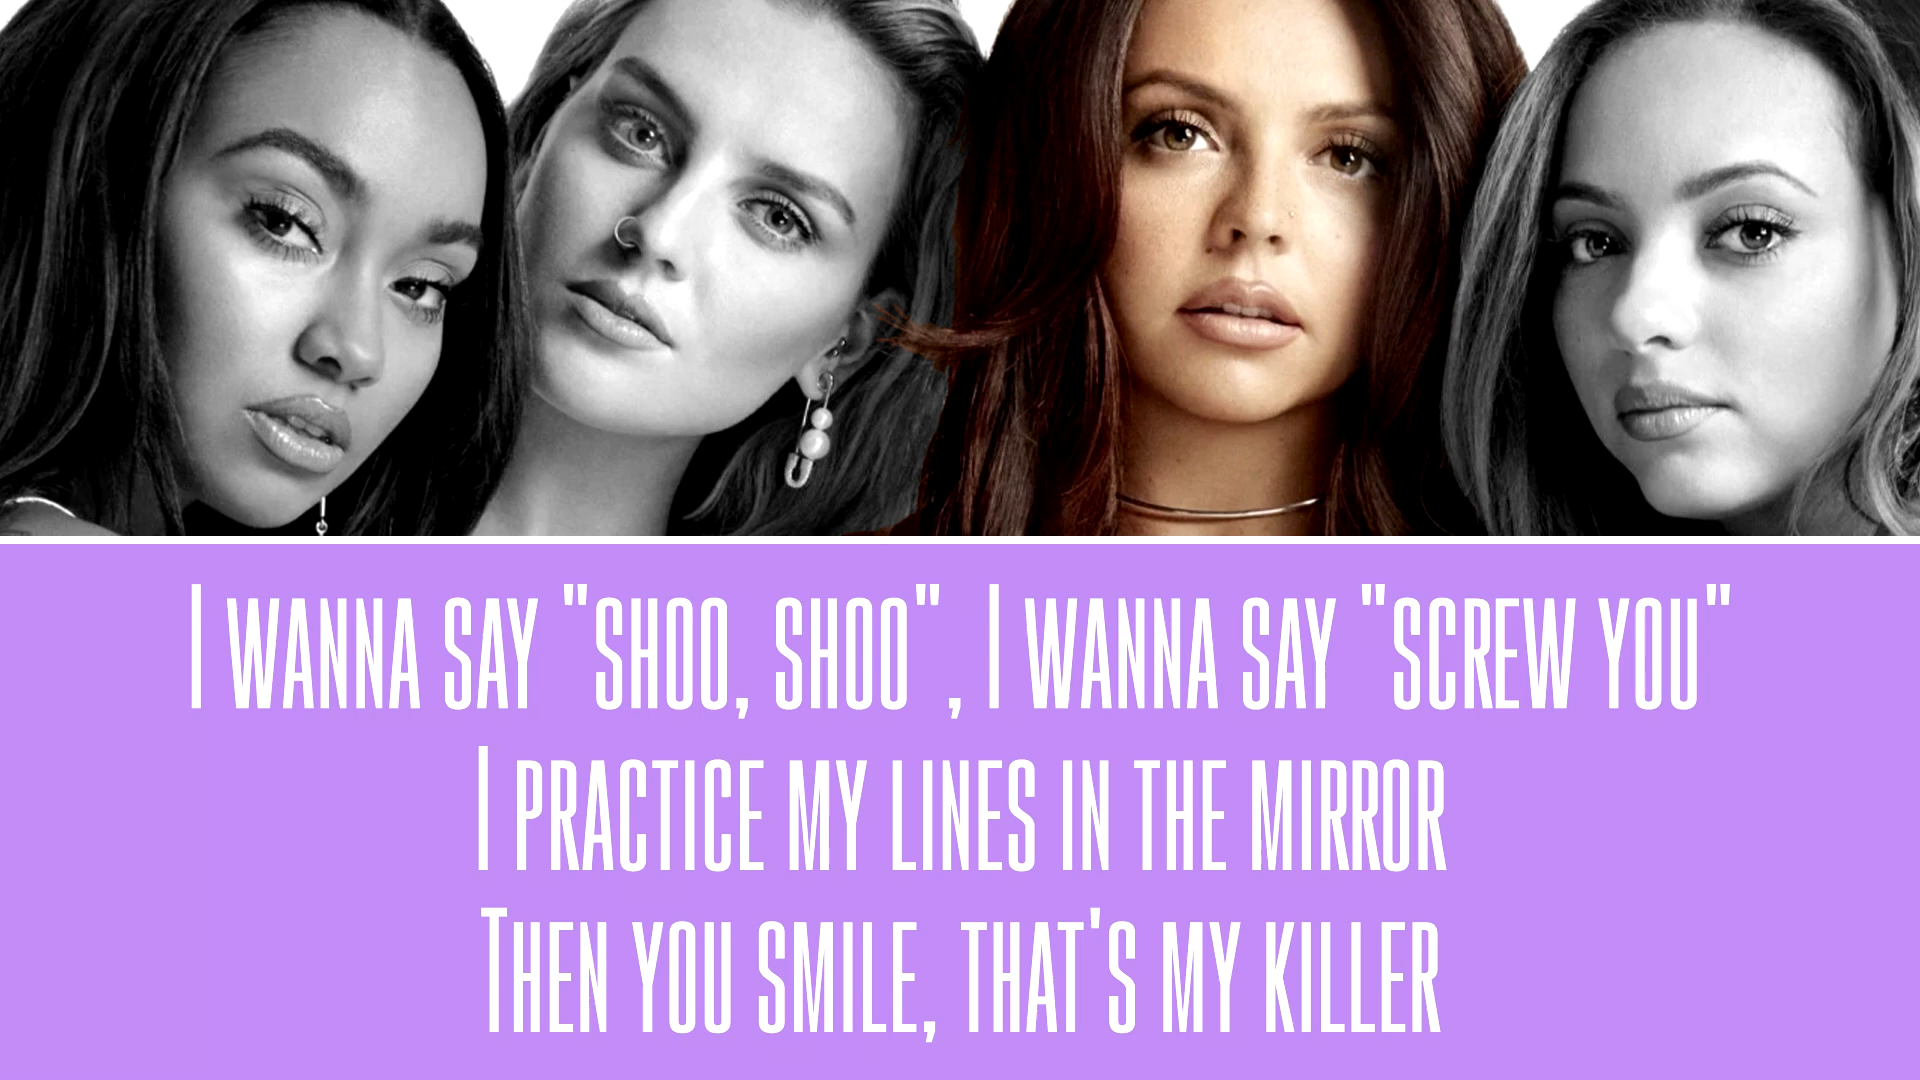 I WANNA SAY "SHOO, SHOO", I WANNA SAY "SCREW YOU"
I PRACTICE MY LINES IN THE MIRROR
THEN YOU SMILE, THAT'S MY KILLER